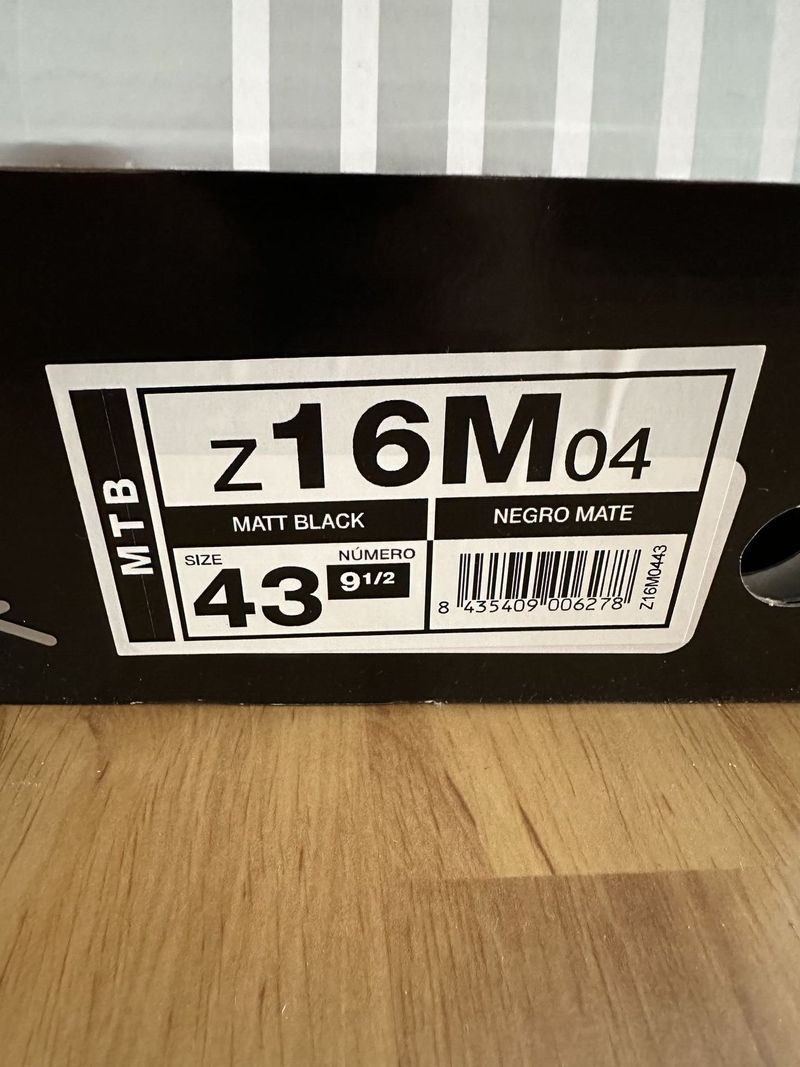 MTB
Z16M04
MATT BLACK
NEGRO MATE
SIZE
43
NÚMERO
9 1/2
8 435409 006278
Z16M0443